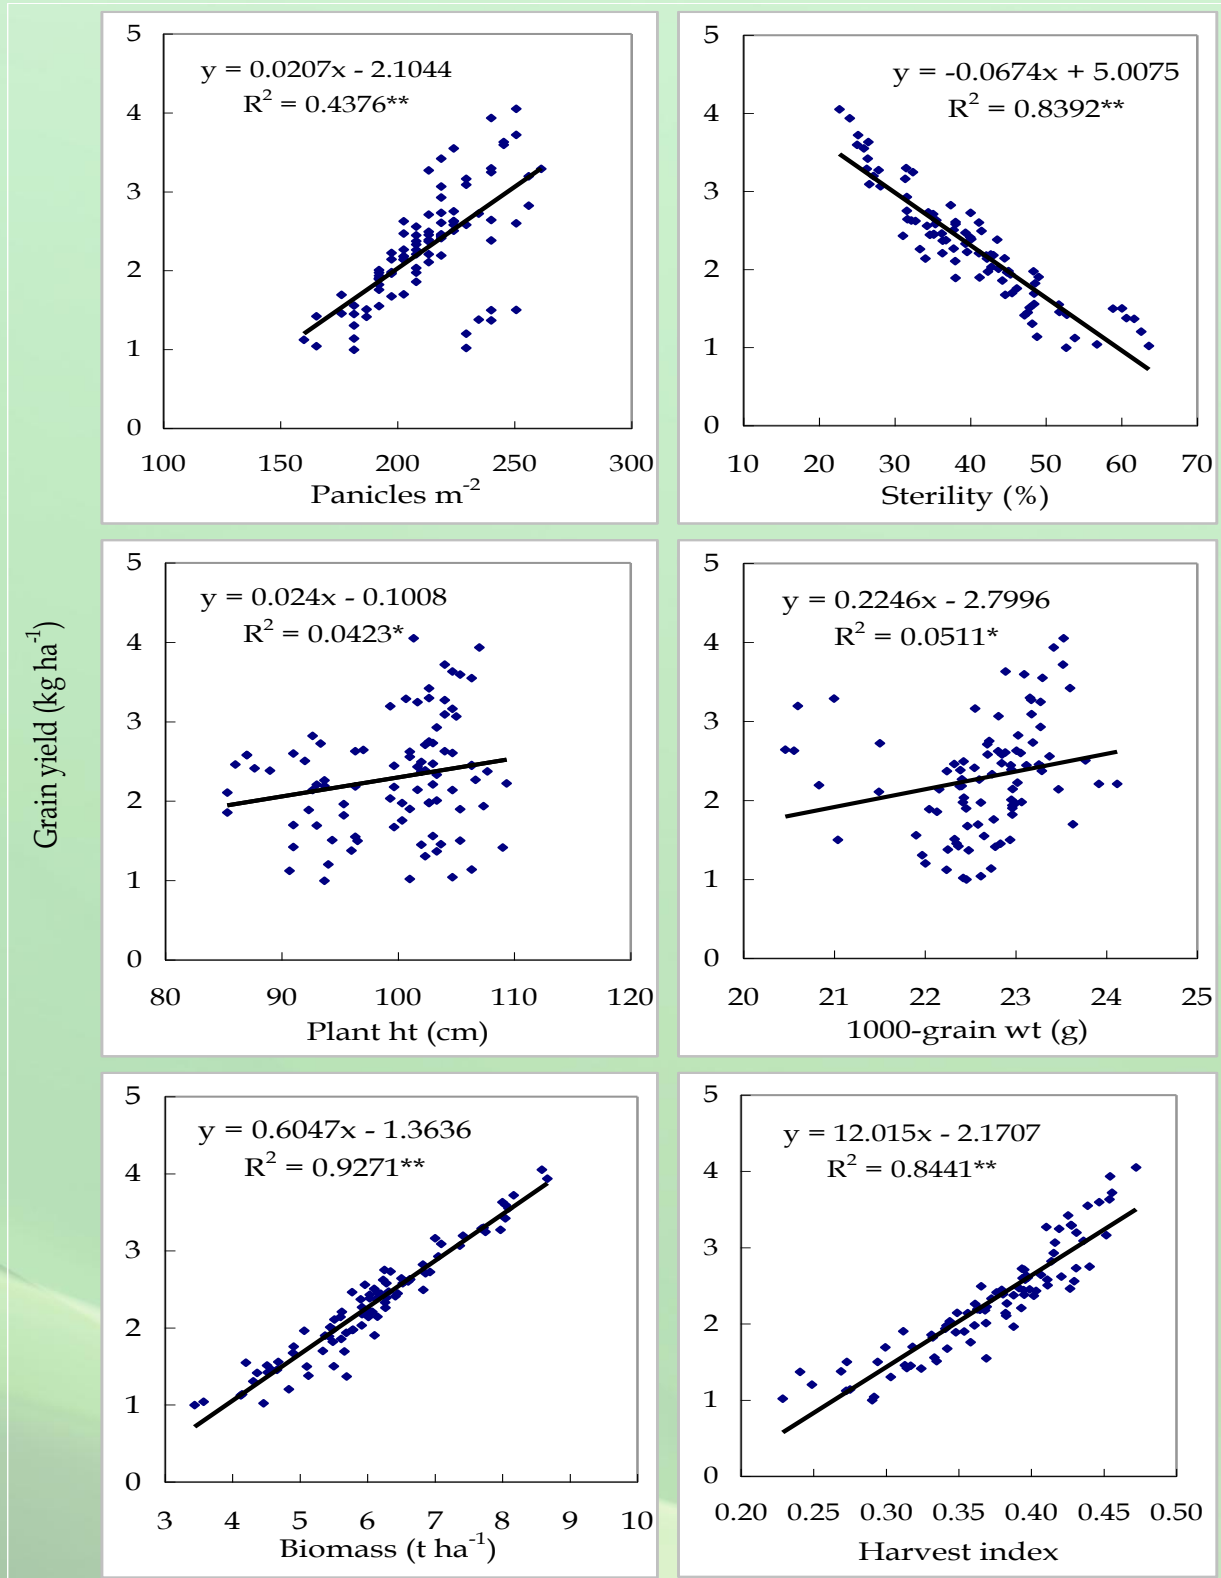 Grain yield (kg ha⁻¹)
y = 0.0207x - 2.1044
R² = 0.4376**
5
4
3
2
1
0
100 150 200 250 300
Panicles m⁻²
y = -0.0674x + 5.0075
R² = 0.8392**
5
4
3
2
1
0
10 20 30 40 50 60 70
Sterility (%)
y = 0.024x - 0.1008
R² = 0.0423*
5
4
3
2
1
0
80 90 100 110 120
Plant ht (cm)
y = 0.2246x - 2.7996
R² = 0.0511*
5
4
3
2
1
0
20 21 22 23 24 25
1000-grain wt (g)
y = 0.6047x - 1.3636
R² = 0.9271**
5
4
3
2
1
0
3 4 5 6 7 8 9 10
Biomass (t ha⁻¹)
y = 12.015x - 2.1707
R² = 0.8441**
5
4
3
2
1
0
0.20 0.25 0.30 0.35 0.40 0.45 0.50
Harvest index